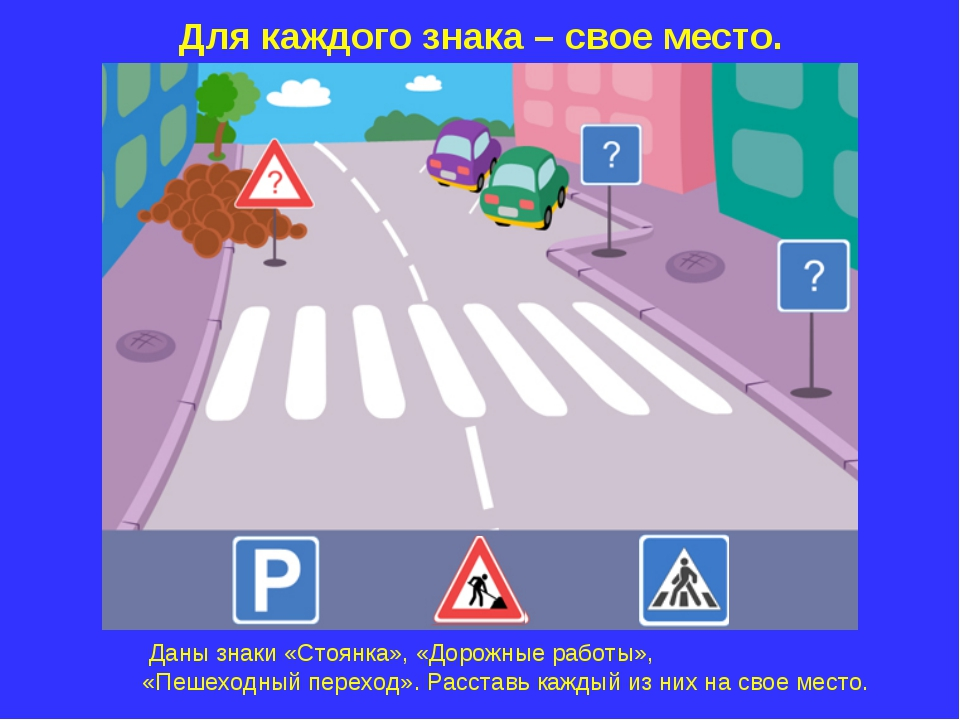 Для каждого знака – свое место.
?
?
?
P
Даны знаки «Стоянка», «Дорожные работы»,
«Пешеходный переход». Расставь каждый из них на свое место.